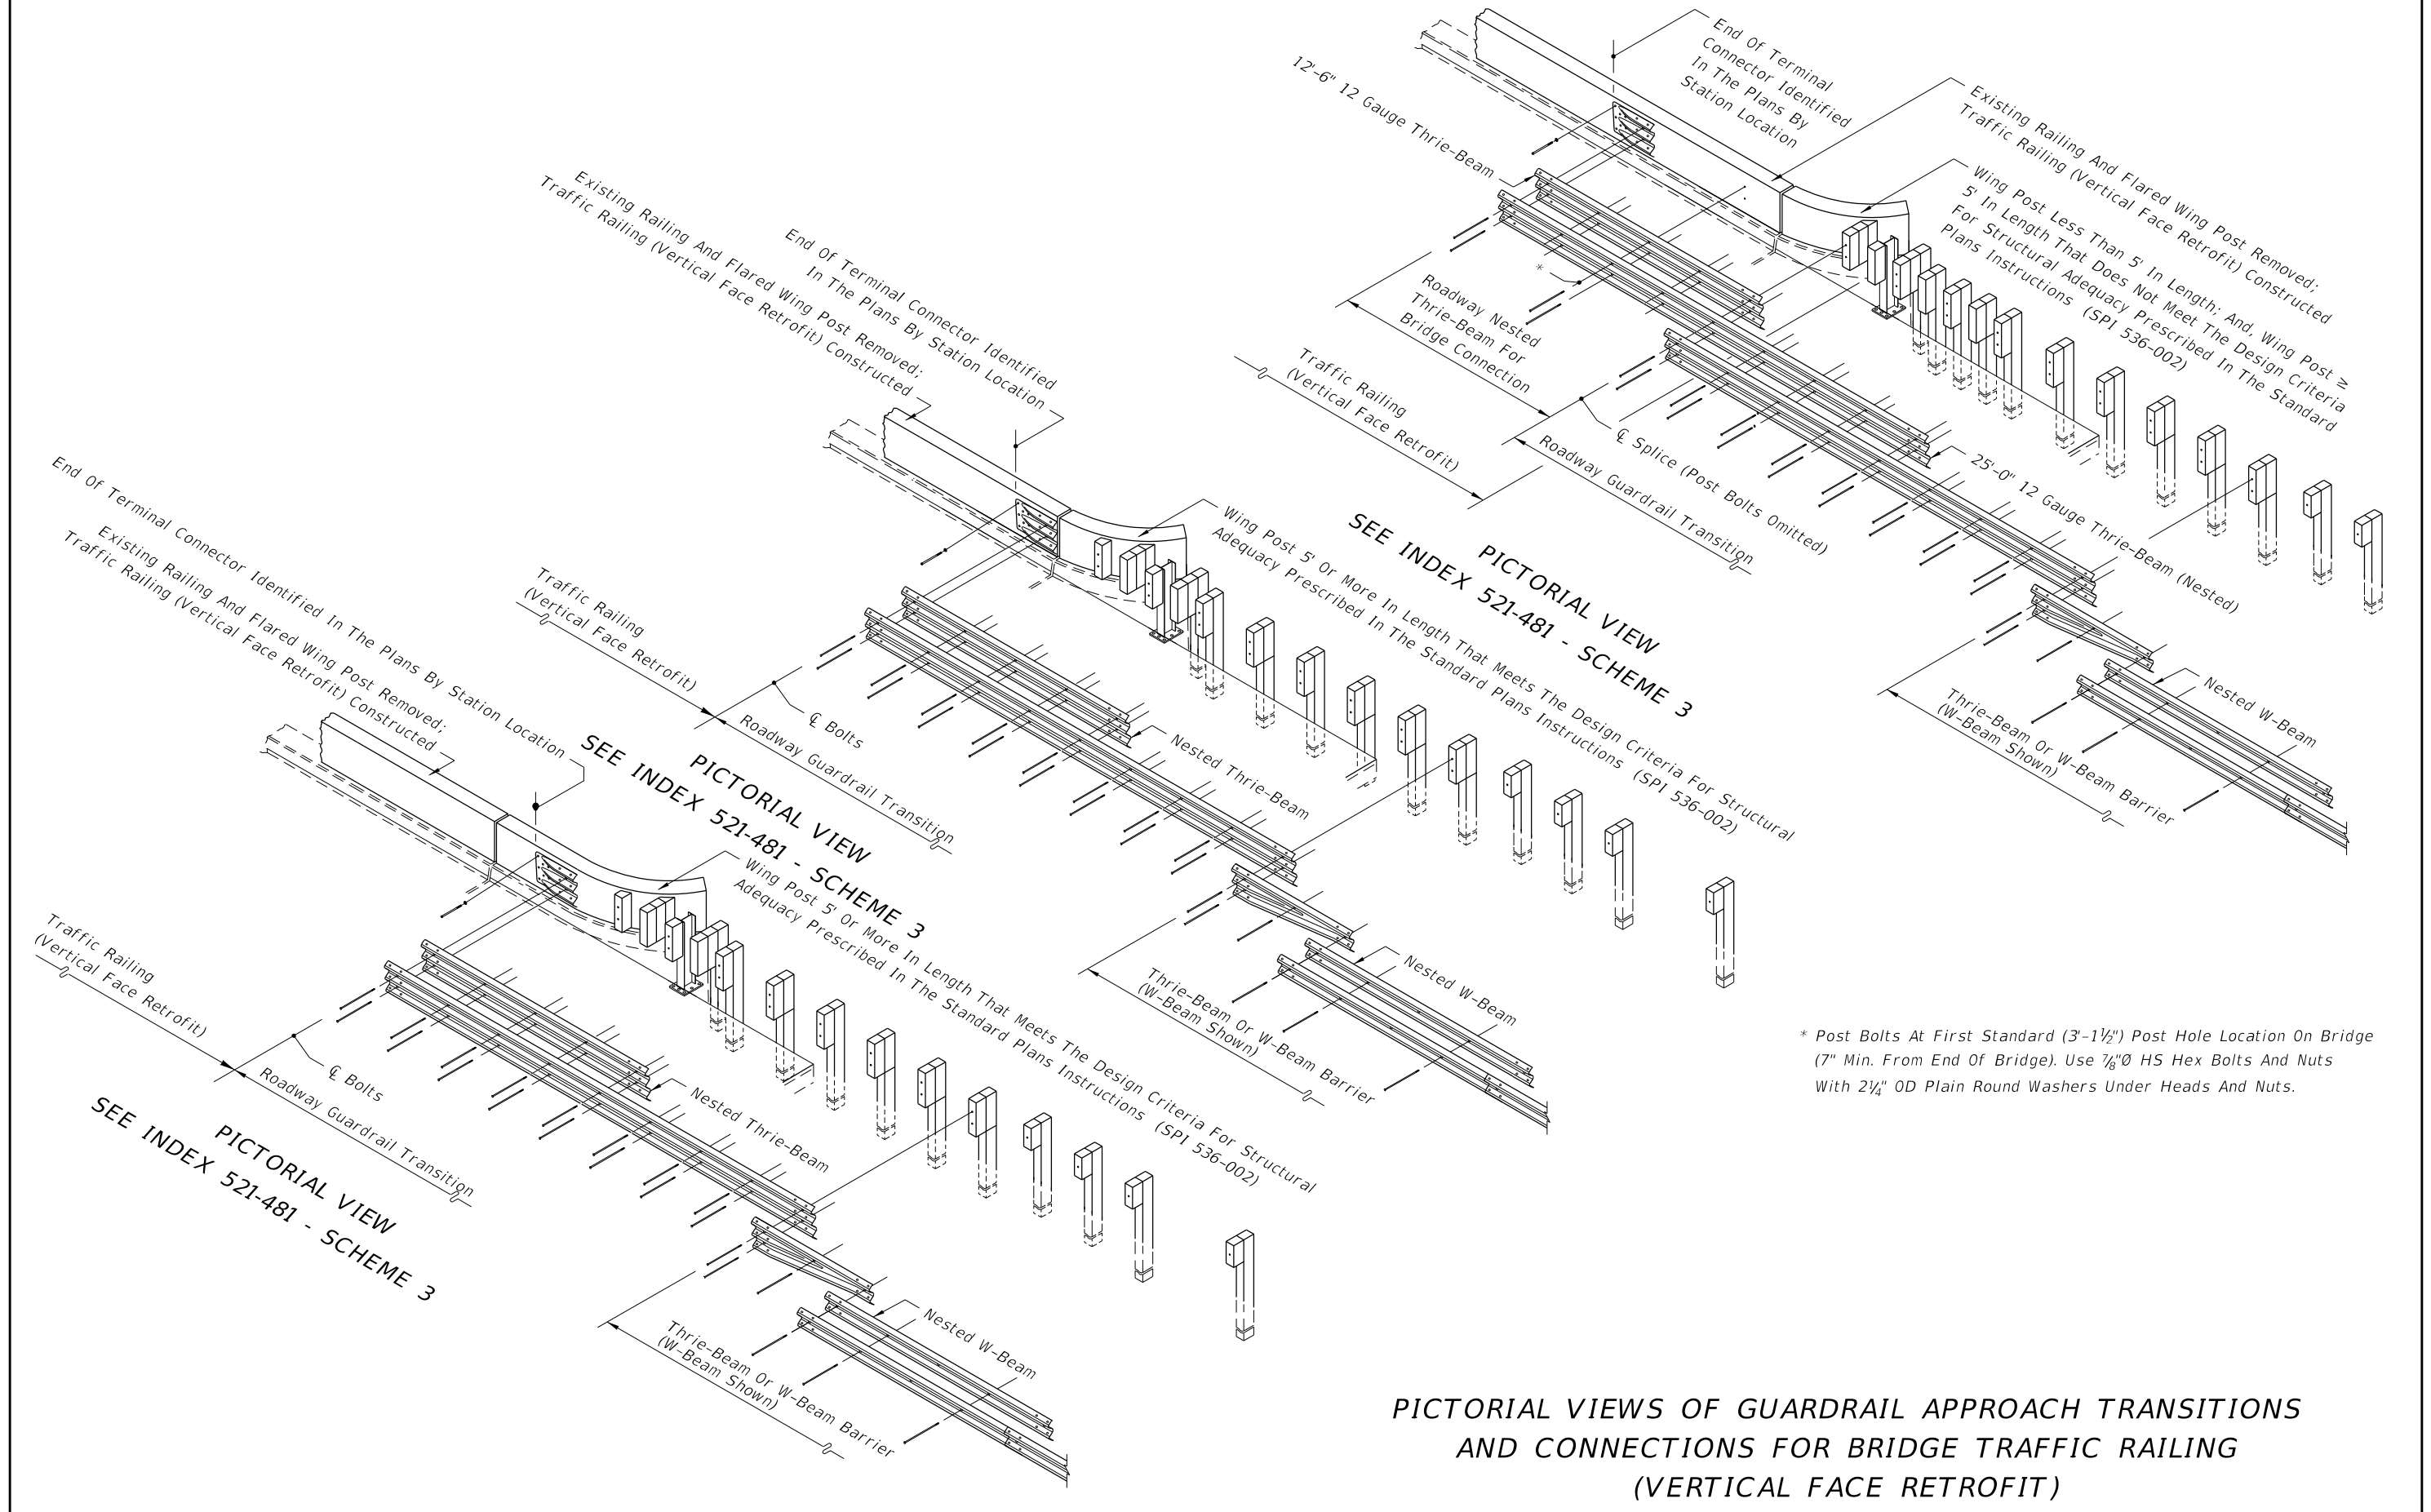 End Of Terminal
Connector Identified
In The Plans By
Station Location
12'-6" 12 Gauge Thrie-Beam
Existing Railing And Flared Wing Post Removed;
Traffic Railing (Vertical Face Retrofit) Constructed
Wing Post Less Than 5' In Length; And, Wing Post ≥
5' In Length That Does Not Meet The Design Criteria
For Structural Adequacy Prescribed In The Standard
Plans Instructions (SPI 536-002)
*
Roadway Nested
Thrie-Beam For
Bridge Connection
Traffic Railing
(Vertical Face Retrofit)
℄ Splice (Post Bolts Omitted)
Roadway Guardrail Transition
25'-0" 12 Gauge Thrie-Beam (Nested)
Nested W-Beam
Thrie-Beam Or W-Beam Barrier
(W-Beam Shown)
PICTORIAL VIEW
SEE INDEX 521-481 - SCHEME 3
Existing Railing And Flared Wing Post Removed;
Traffic Railing (Vertical Face Retrofit) Constructed
End Of Terminal Connector Identified
In The Plans By Station Location
Wing Post 5' Or More In Length That Meets The Design Criteria For Structural
Adequacy Prescribed In The Standard Plans Instructions (SPI 536-002)
Traffic Railing
(Vertical Face Retrofit)
℄ Bolts
Roadway Guardrail Transition
Nested Thrie-Beam
Nested W-Beam
Thrie-Beam Or W-Beam Barrier
(W-Beam Shown)
PICTORIAL VIEW
SEE INDEX 521-481 - SCHEME 3
End Of Terminal Connector Identified In The Plans By Station Location
Existing Railing And Flared Wing Post Removed;
Traffic Railing (Vertical Face Retrofit) Constructed
Wing Post 5' Or More In Length That Meets The Design Criteria For Structural
Adequacy Prescribed In The Standard Plans Instructions (SPI 536-002)
Traffic Railing
(Vertical Face Retrofit)
℄ Bolts
Roadway Guardrail Transition
Nested Thrie-Beam
Nested W-Beam
Thrie-Beam Or W-Beam Barrier
(W-Beam Shown)
PICTORIAL VIEW
SEE INDEX 521-481 - SCHEME 3
* Post Bolts At First Standard (3'-1½") Post Hole Location On Bridge
(7" Min. From End Of Bridge). Use ⅞"Ø HS Hex Bolts And Nuts
With 2¼" OD Plain Round Washers Under Heads And Nuts.
PICTORIAL VIEWS OF GUARDRAIL APPROACH TRANSITIONS
AND CONNECTIONS FOR BRIDGE TRAFFIC RAILING
(VERTICAL FACE RETROFIT)